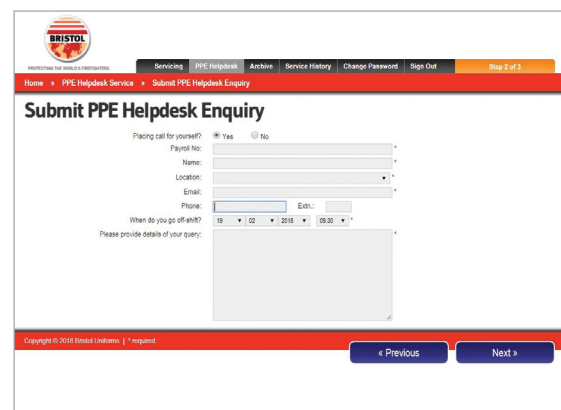 BRISTOL
PROTECTING THE WORLD'S FIREFIGHTERS
Servicing PPE Helpdesk Archive Service History Change Password Sign Out Step 2 of 3
Home » PPE Helpdesk Service » Submit PPE Helpdesk Enquiry
Submit PPE Helpdesk Enquiry
Placing call for yourself? Yes No
Payroll No: *
Name: *
Location: *
Email: *
Phone: Extn.:
When do you go off-shift? 19 02 2018 09:30 *
Please provide details of your query: *
Copyright © 2018 Bristol Uniforms | * required
« Previous Next »